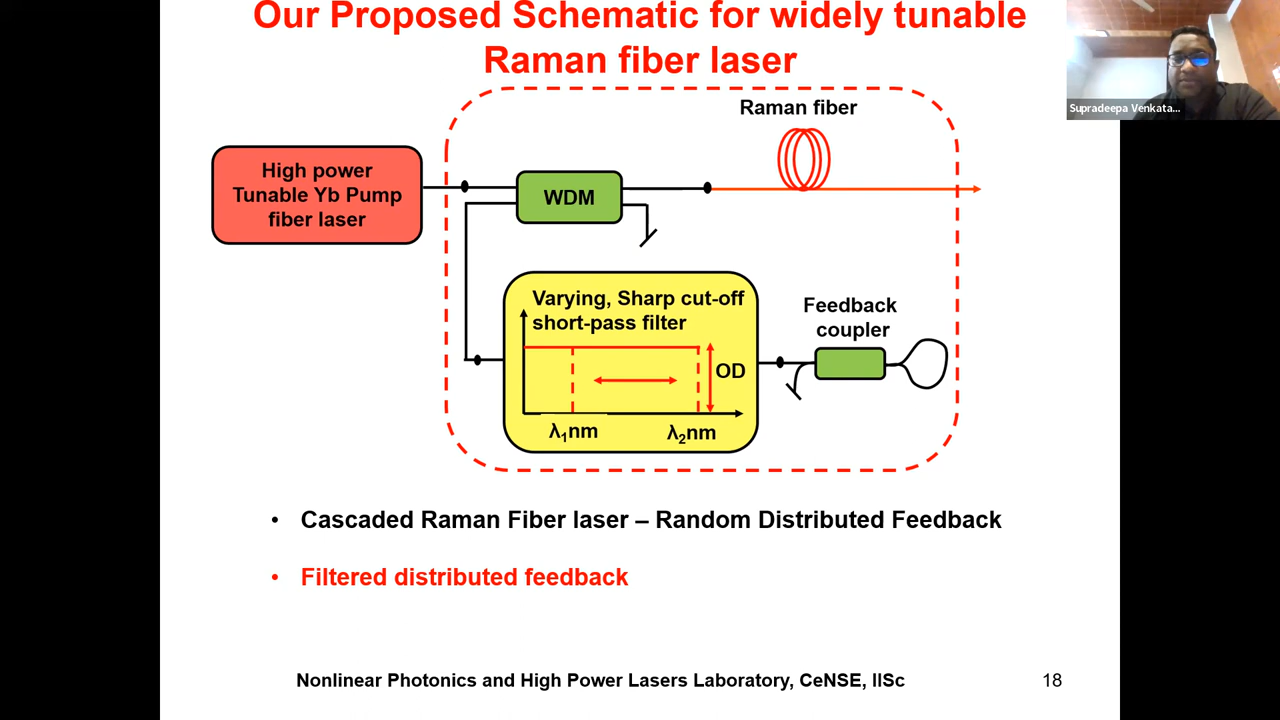 Our Proposed Schematic for widely tunable
Raman fiber laser
Supradeepa Venkata...
Raman fiber
High power
Tunable Yb Pump
fiber laser
WDM
Varying, Sharp cut-off
short-pass filter
OD
λ1nm
λ2nm
Feedback
coupler
• Cascaded Raman Fiber laser – Random Distributed Feedback
• Filtered distributed feedback
Nonlinear Photonics and High Power Lasers Laboratory, CeNSE, IISc
18